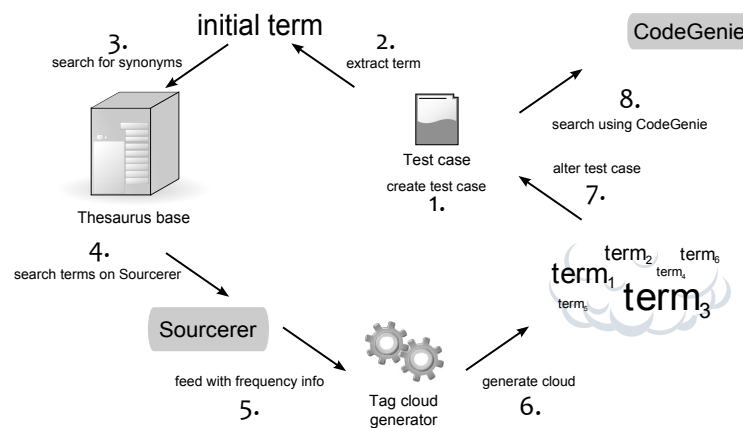 initial term
CodeGenie
3.
search for synonyms
2.
extract term
8.
search using CodeGenie
Test case
create test case
1.
alter test case
7.
Thesaurus base
4.
search terms on Sourcerer
term1
term2
term6
term4
term5
term3
Sourcerer
feed with frequency info
5.
Tag cloud
generator
generate cloud
6.